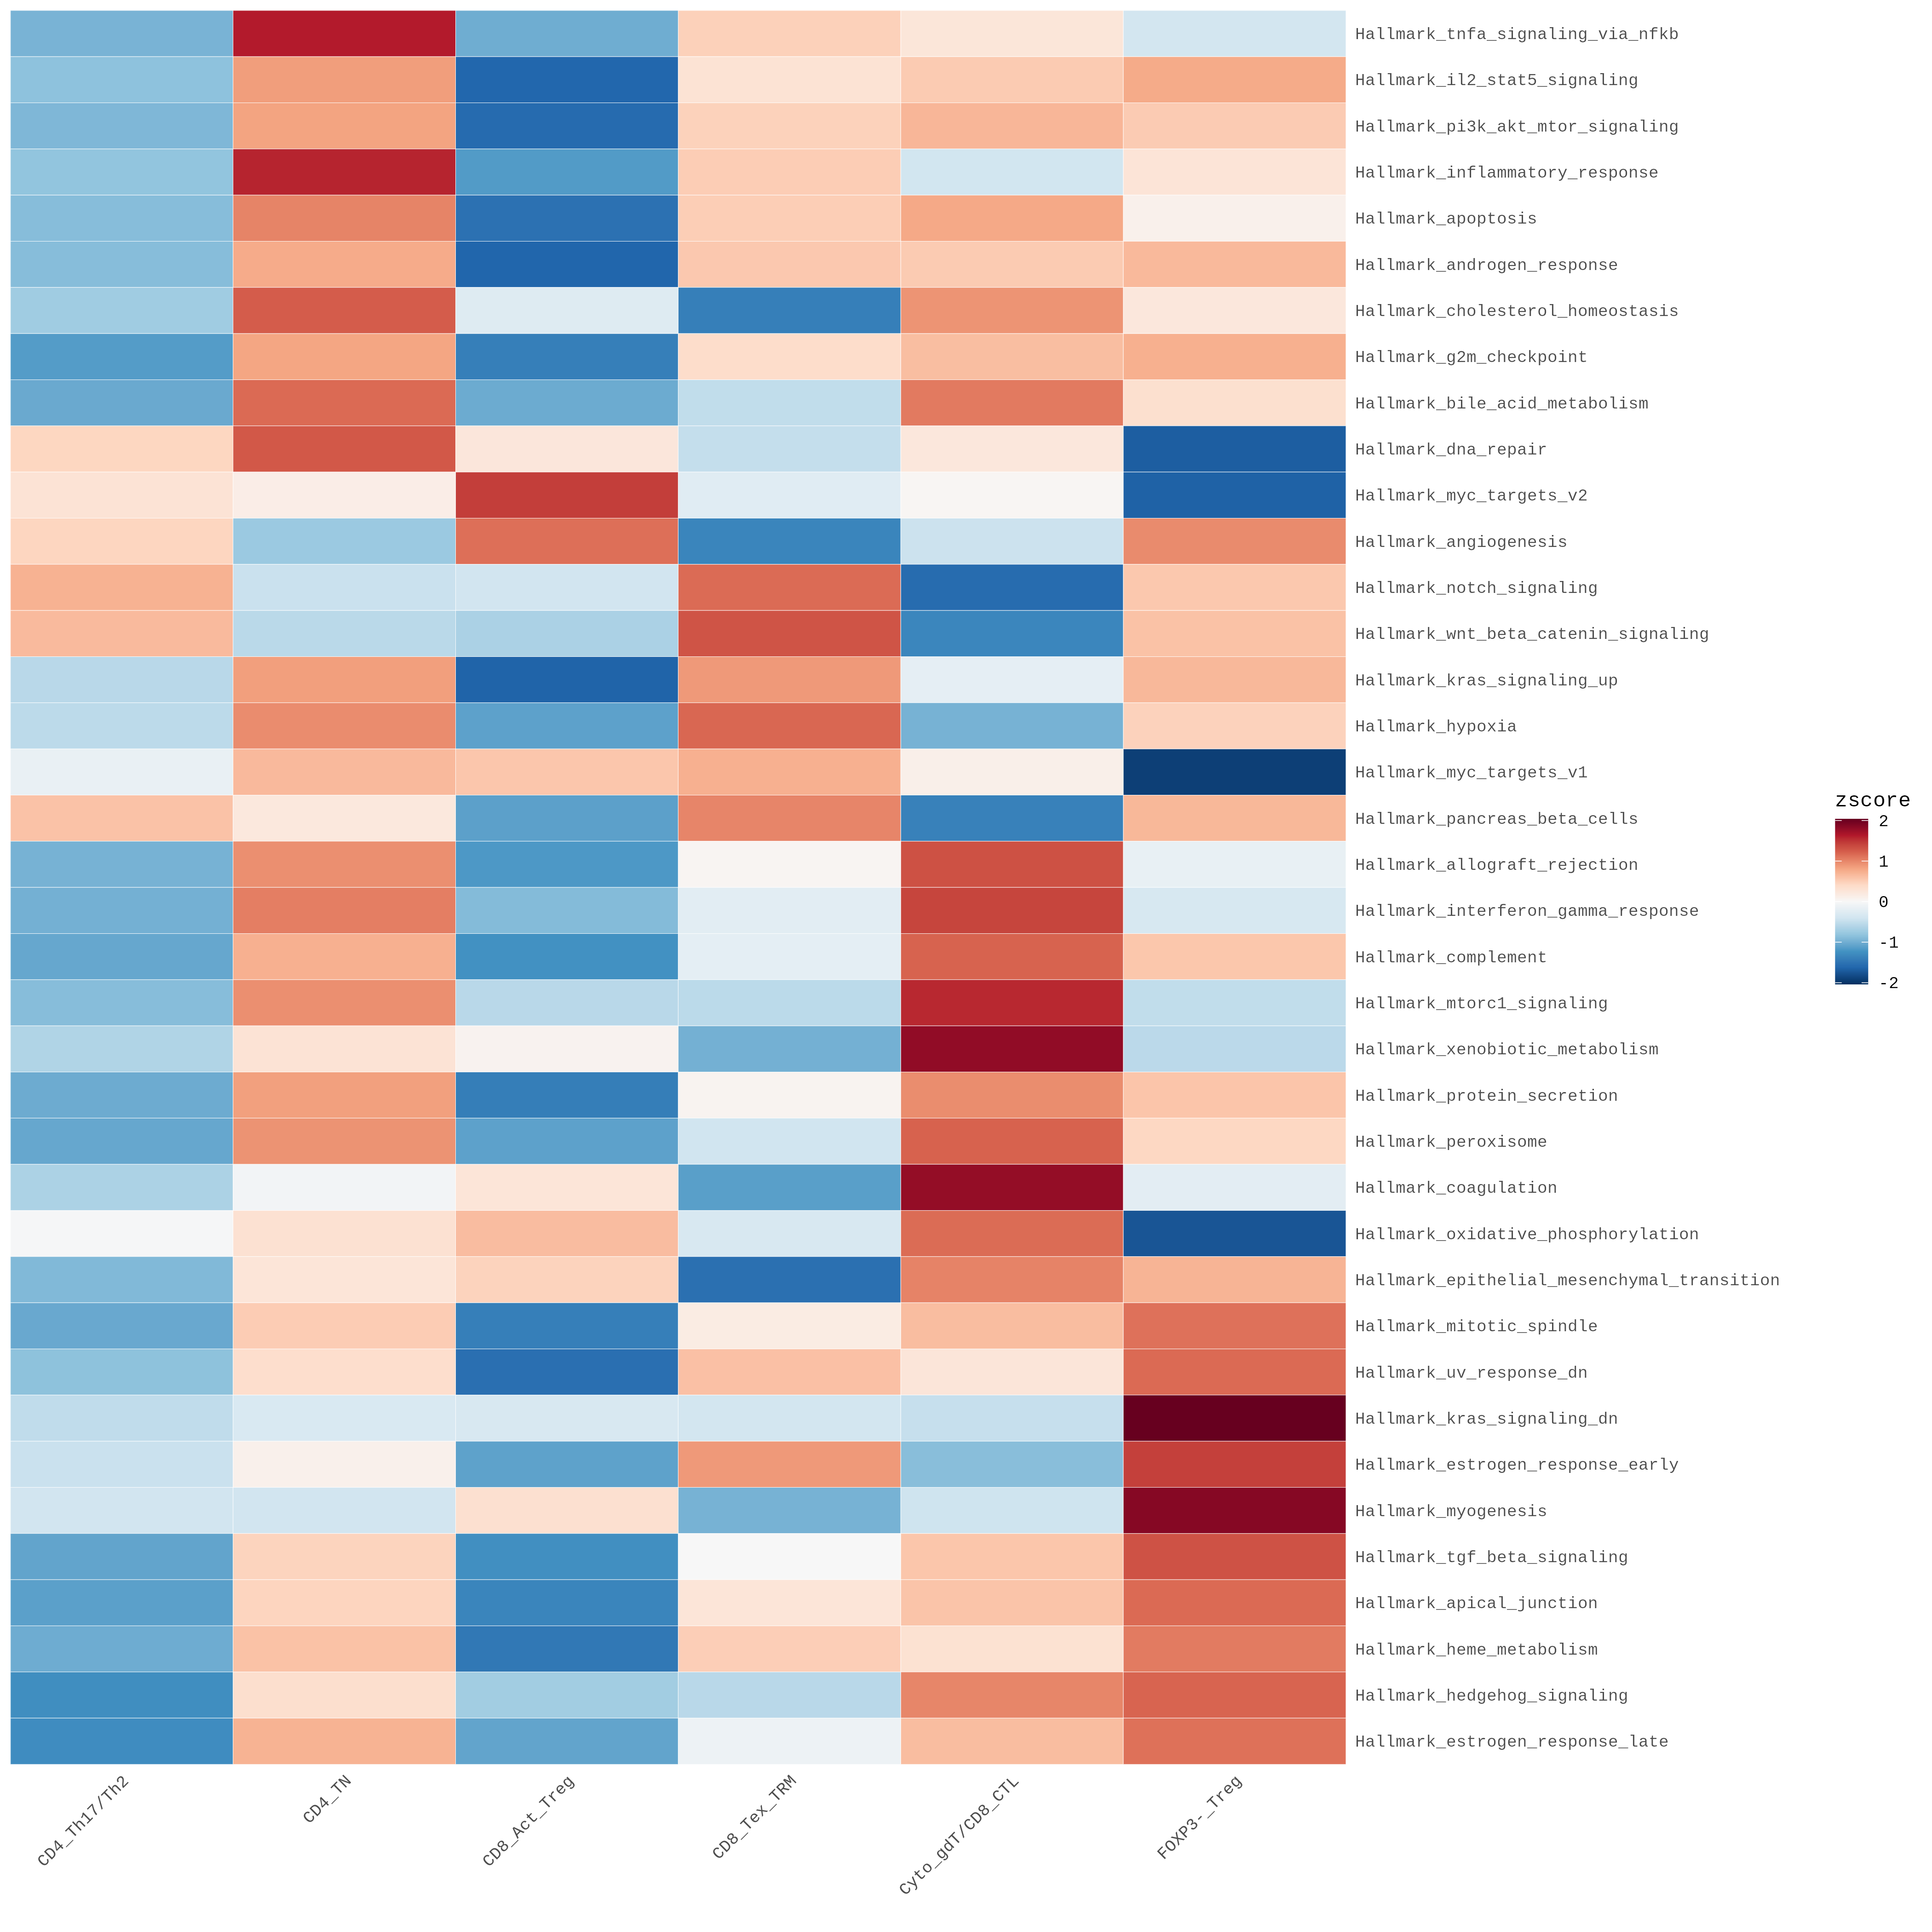 Hallmark_tnfa_signaling_via_nfkb
Hallmark_il2_stat5_signaling
Hallmark_pi3k_akt_mtor_signaling
Hallmark_inflammatory_response
Hallmark_apoptosis
Hallmark_androgen_response
Hallmark_cholesterol_homeostasis
Hallmark_g2m_checkpoint
Hallmark_bile_acid_metabolism
Hallmark_dna_repair
Hallmark_myc_targets_v2
Hallmark_angiogenesis
Hallmark_notch_signaling
Hallmark_wnt_beta_catenin_signaling
Hallmark_kras_signaling_up
Hallmark_hypoxia
Hallmark_myc_targets_v1
Hallmark_pancreas_beta_cells
Hallmark_allograft_rejection
Hallmark_interferon_gamma_response
Hallmark_complement
Hallmark_mtorc1_signaling
Hallmark_xenobiotic_metabolism
Hallmark_protein_secretion
Hallmark_peroxisome
Hallmark_coagulation
Hallmark_oxidative_phosphorylation
Hallmark_epithelial_mesenchymal_transition
Hallmark_mitotic_spindle
Hallmark_uv_response_dn
Hallmark_kras_signaling_dn
Hallmark_estrogen_response_early
Hallmark_myogenesis
Hallmark_tgf_beta_signaling
Hallmark_apical_junction
Hallmark_heme_metabolism
Hallmark_hedgehog_signaling
Hallmark_estrogen_response_late
CD4_Th17/Th2
CD4_TN
CD8_Act_Treg
CD8_Tex_TRM
Cyto_gdT/CD8_CTL
FOXP3-_Treg
zscore
2
1
0
-1
-2